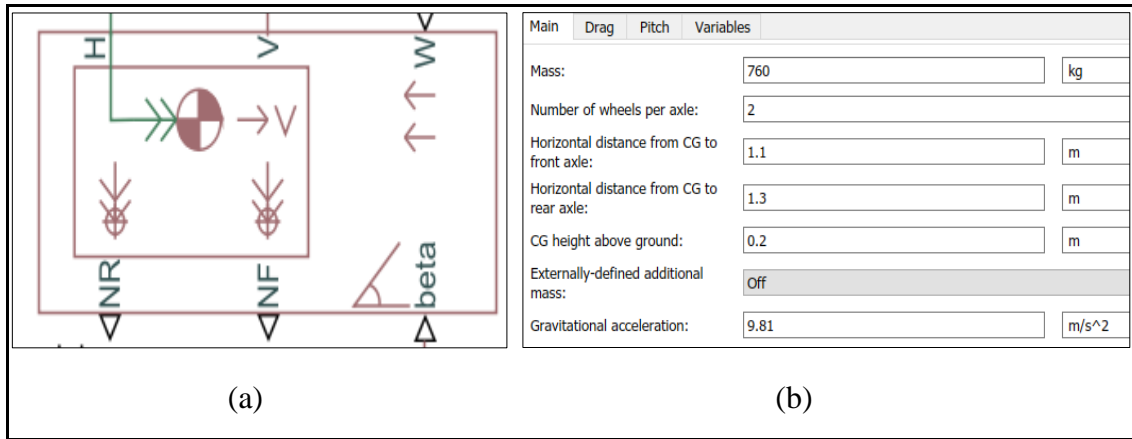 H V W
V
NR NF beta
(a)
Main Drag Pitch Variables
Mass: 760 kg
Number of wheels per axle: 2
Horizontal distance from CG to
front axle: 1.1 m
Horizontal distance from CG to
rear axle: 1.3 m
CG height above ground: 0.2 m
Externally-defined additional
mass: Off
Gravitational acceleration: 9.81 m/s^2
(b)